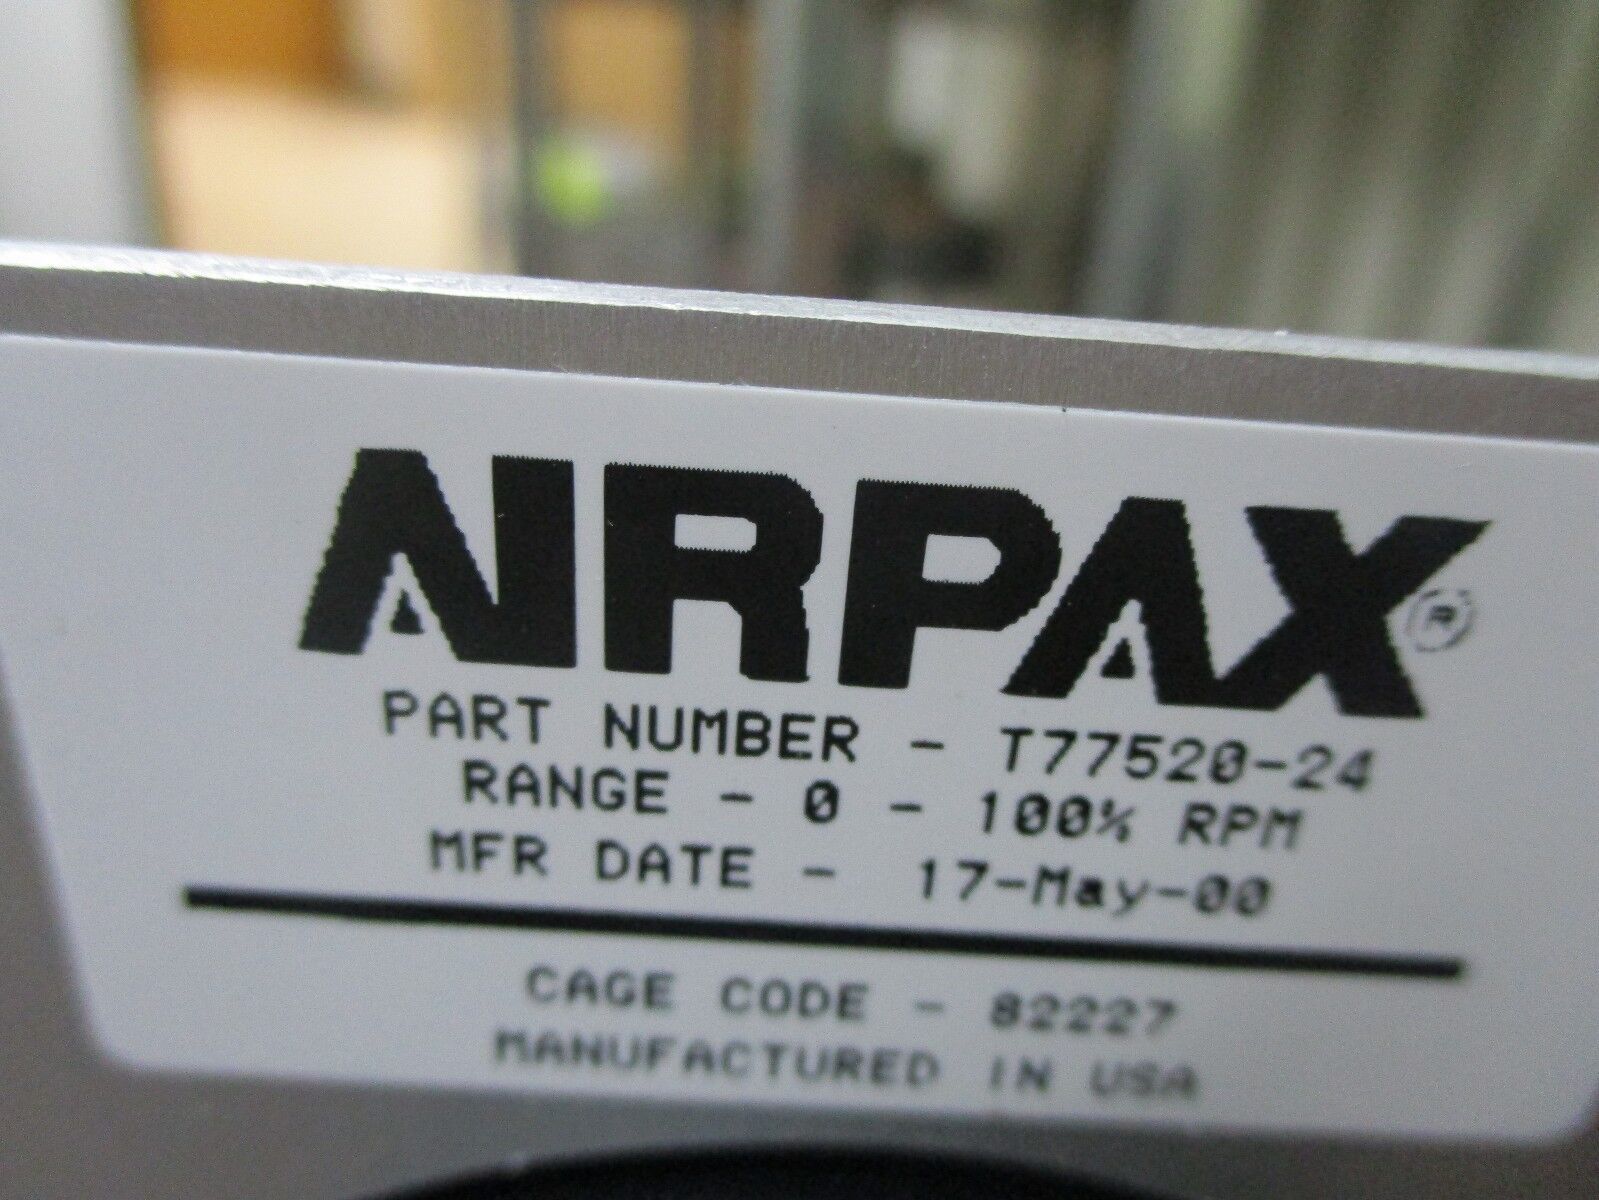 AIRPAX®
PART NUMBER - T77520-24
RANGE - 0 - 100% RPM
MFR DATE - 17-May-00
CAGE CODE - 82227
MANUFACTURED IN USA